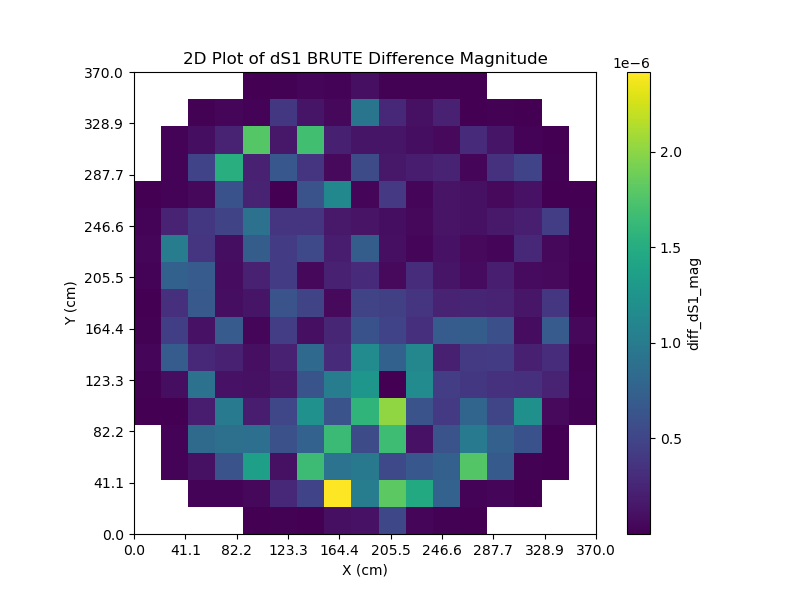 2D Plot of dS1 BRUTE Difference Magnitude
1e−6
370.0
328.9
287.7
246.6
205.5
164.4
123.3
82.2
41.1
0.0
Y (cm)
0.0 41.1 82.2 123.3 164.4 205.5 246.6 287.7 328.9 370.0
X (cm)
2.0
1.5
1.0
0.5
diff_dS1_mag